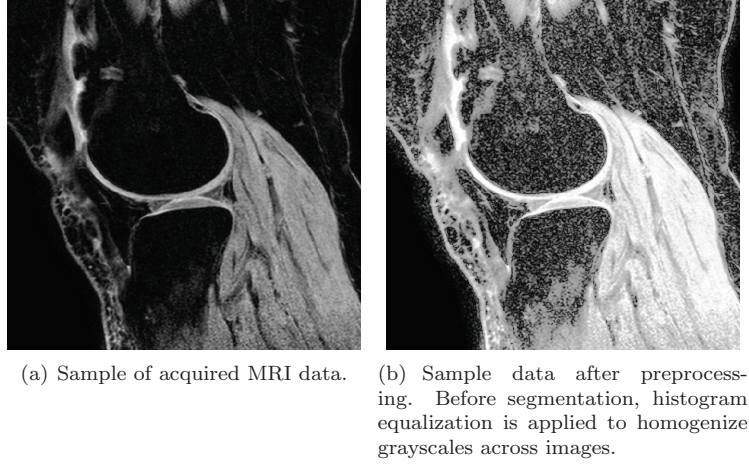 (a) Sample of acquired MRI data.
(b) Sample data after preprocess-
ing. Before segmentation, histogram
equalization is applied to homogenize
grayscales across images.